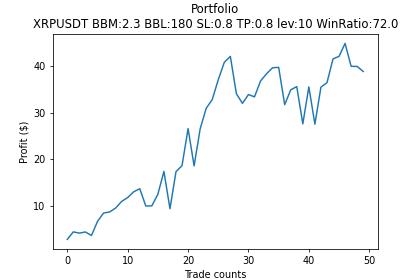 Portfolio
XRPUSDT BBM:2.3 BBL:180 SL:0.8 TP:0.8 lev:10 WinRatio:72.0
40
30
20
10
Profit ($)
0 10 20 30 40 50
Trade counts